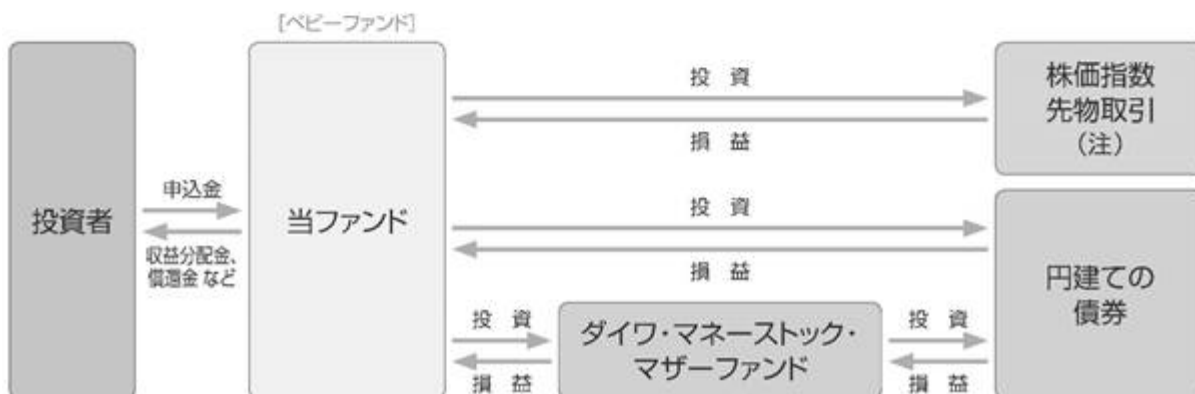 [ベビーファンド]
投資者
申込金
収益分配金、
償還金 など
当ファンド
投 資
損 益
株価指数
先物取引
(注)
投 資
損 益
円建ての
債券
投 資
損 益
ダイワ・マネーストック・
マザーファンド
投 資
損 益